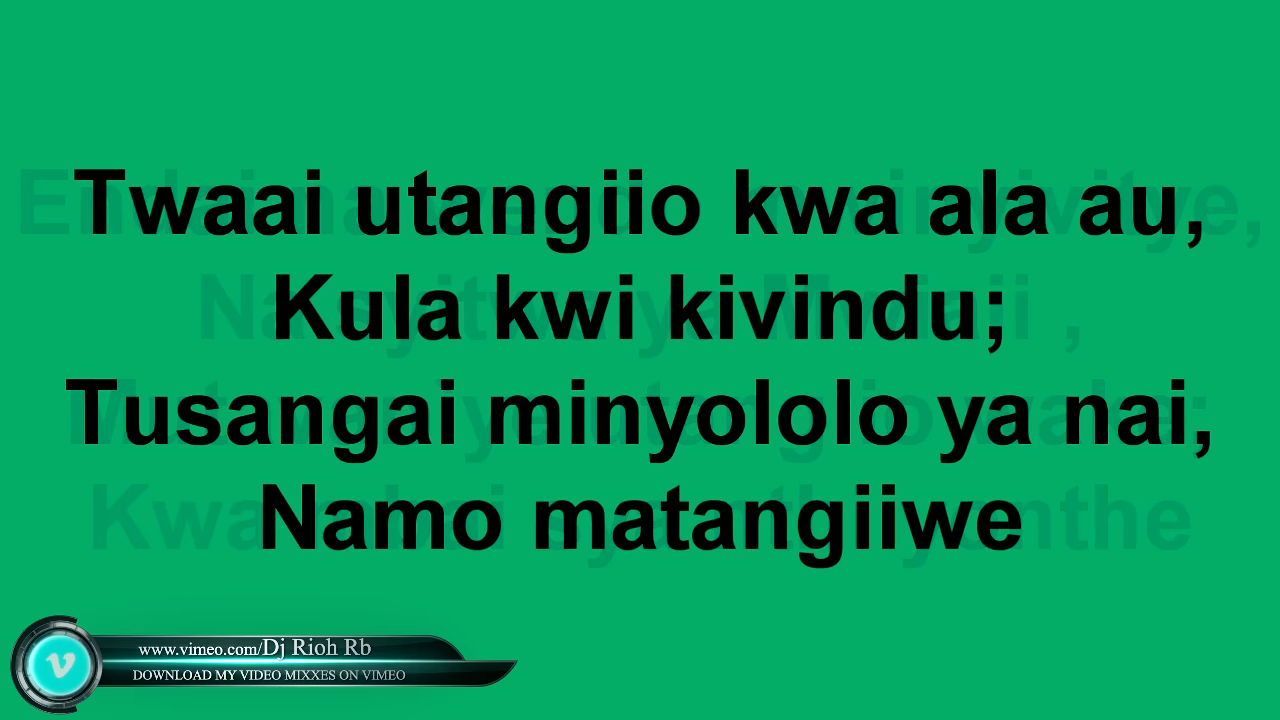 Twaai utangiio kwa ala au,
Kula kwi kivindu;
Tusangai minyololo ya nai,
Namo matangiiwe
www.vimeo.com/Dj Rioh Rb
DOWNLOAD MY VIDEO MIXXES ON VIMEO